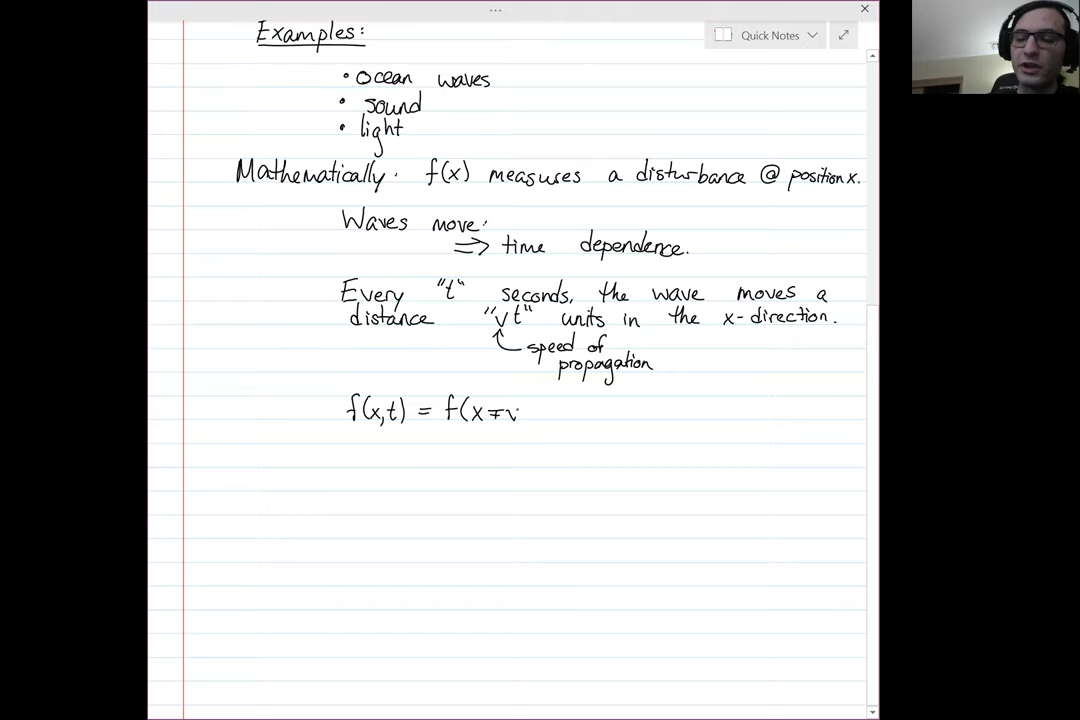 Quick Notes
Examples:
• ocean waves
• sound
• light
Mathematically. f(x) measures a disturbance @ position x.
Waves move:
⇒ time dependence.
Every "t" seconds, the wave moves a
distance "vt" units in the x-direction.
speed of
propagation
f(x,t) = f(x∓v